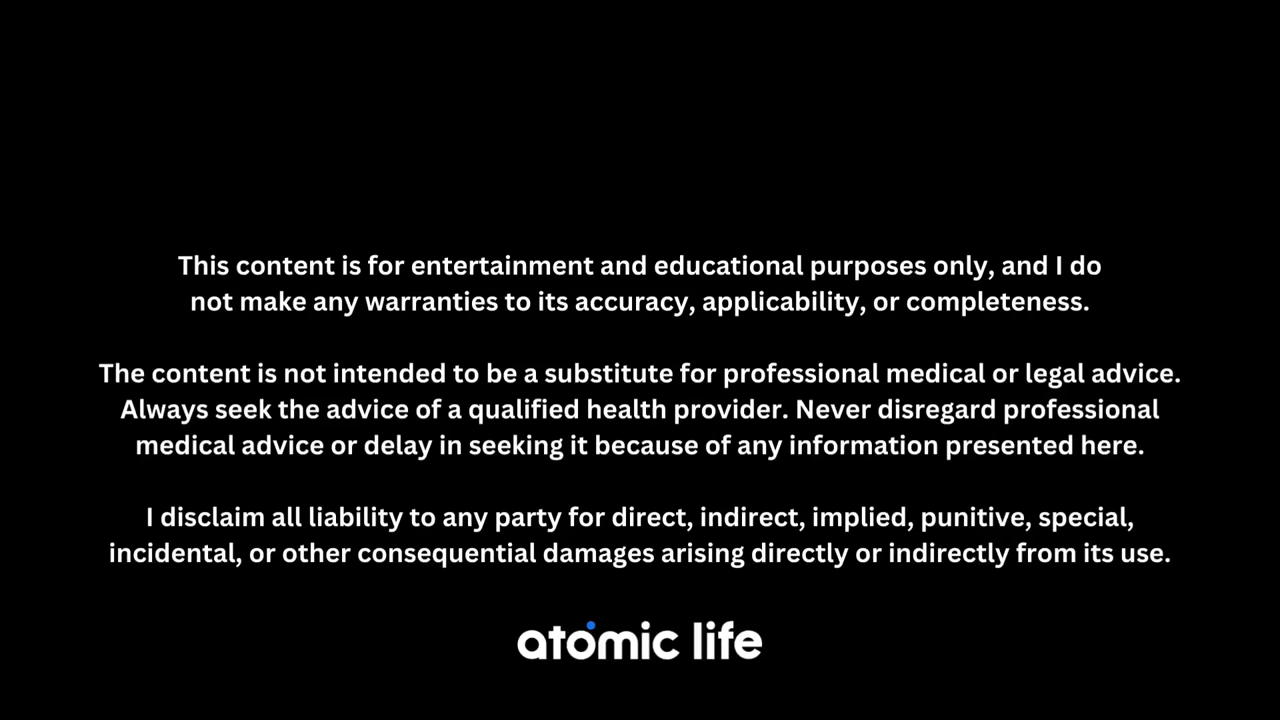 This content is for entertainment and educational purposes only, and I do
not make any warranties to its accuracy, applicability, or completeness.
The content is not intended to be a substitute for professional medical or legal advice.
Always seek the advice of a qualified health provider. Never disregard professional
medical advice or delay in seeking it because of any information presented here.
I disclaim all liability to any party for direct, indirect, implied, punitive, special,
incidental, or other consequential damages arising directly or indirectly from its use.
atomic life